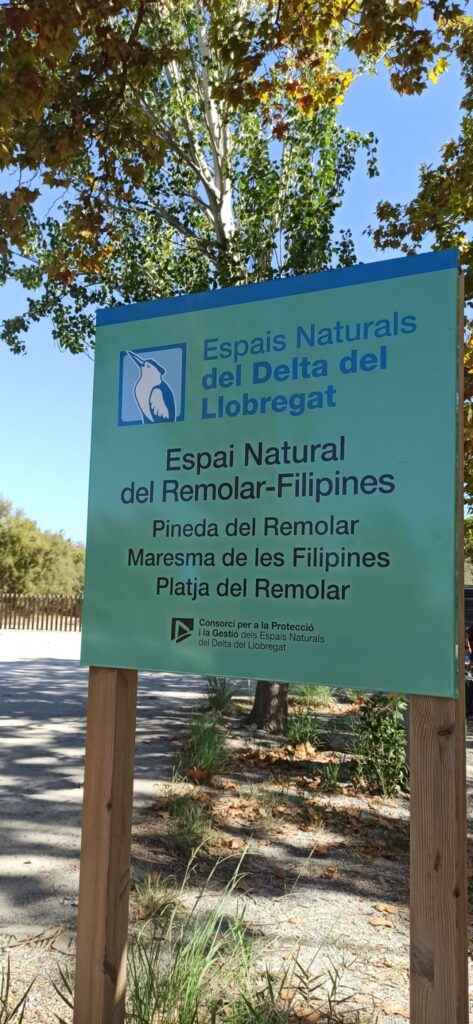 Espais Naturals
del Delta del
Llobregat
Espai Natural
del Remolar-Filipines
Pineda del Remolar
Maresma de les Filipines
Platja del Remolar
Consorci per a la Protecció
i la Gestió dels Espais Naturals
del Delta del Llobregat